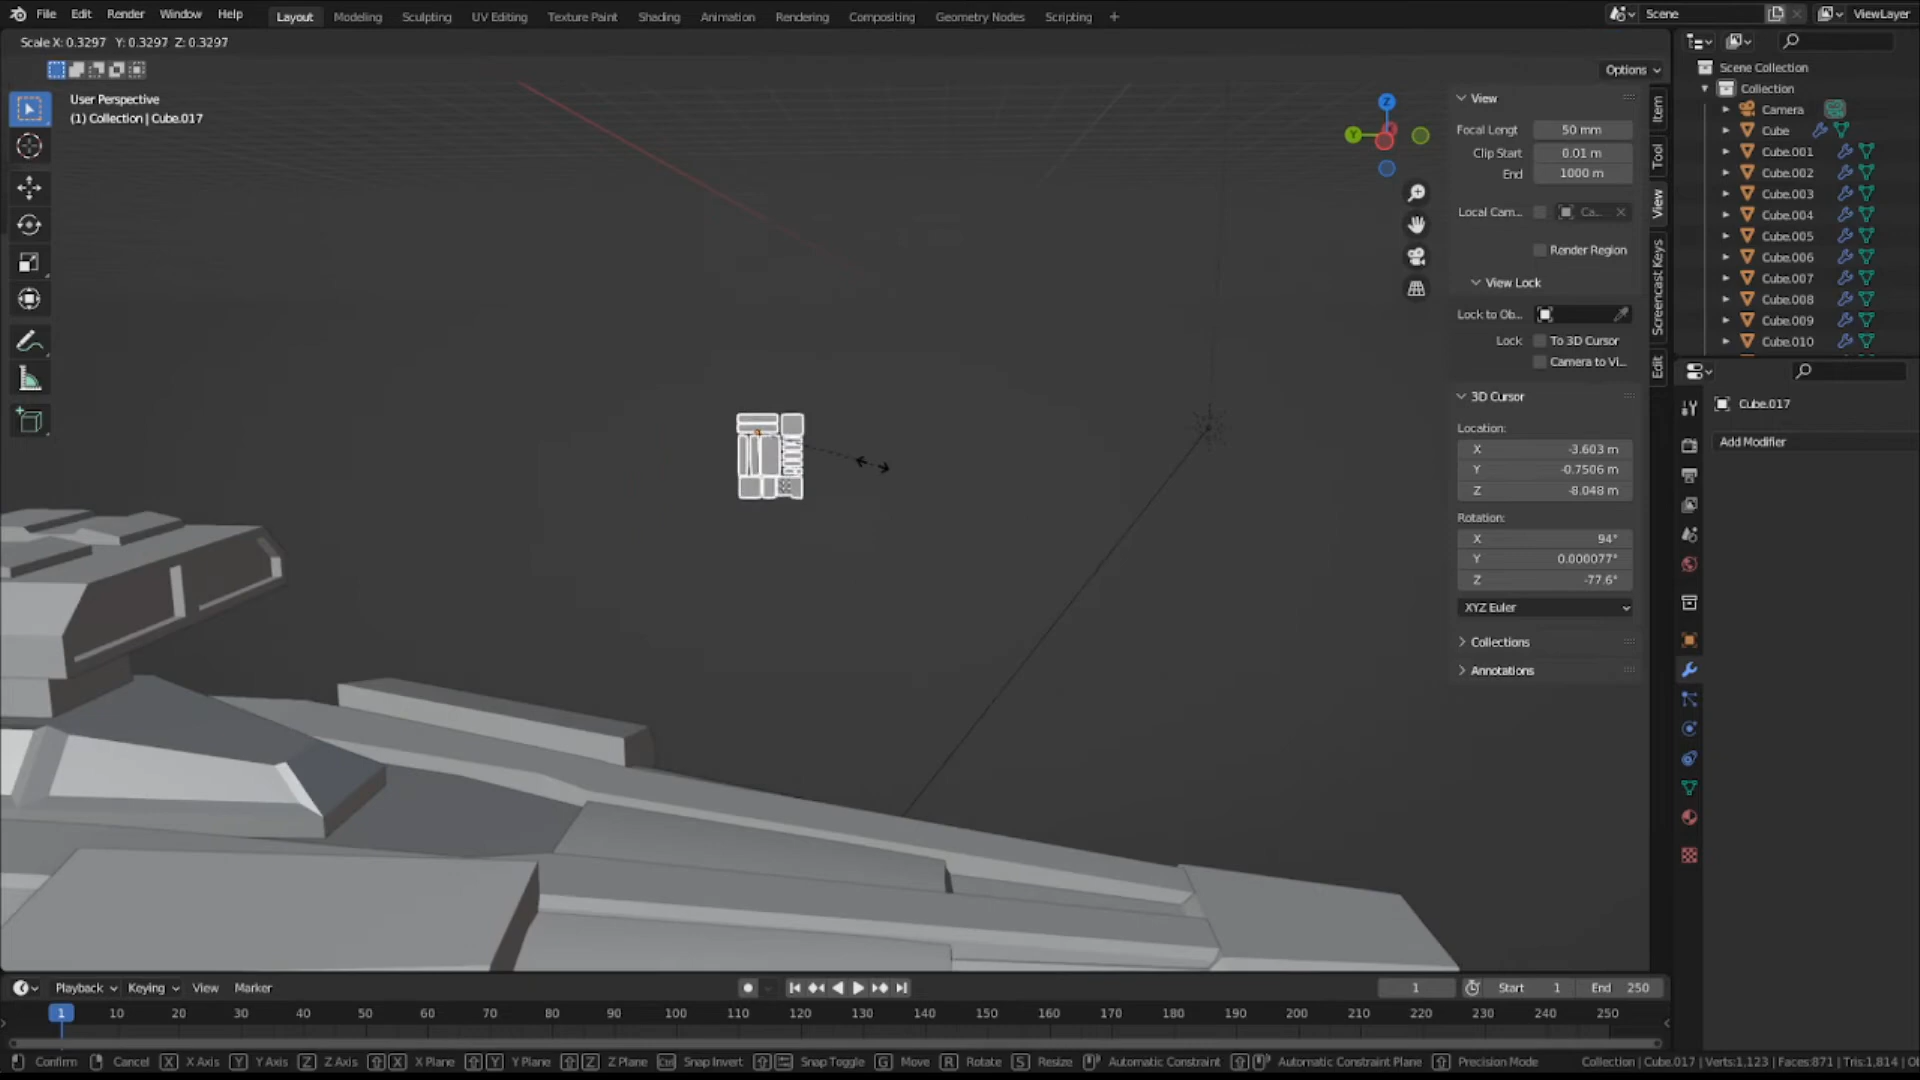 File Edit Render Window Help Layout Modeling Sculpting UV Editing Texture Paint Shading Animation Rendering Compositing Geometry Nodes Scripting + Scene ViewLayer
Scale X: 0.3297 Y: 0.3297 Z: 0.3297
Options
User Perspective
(1) Collection | Cube.017
Z
Y
View
Focal Lengt 50 mm
Clip Start 0.01 m
End 1000 m
Local Cam... Ca...
Render Region
View Lock
Lock to Ob...
Lock To 3D Cursor
Camera to Vi...
3D Cursor
Location:
X -3.603 m
Y -0.7506 m
Z -8.048 m
Rotation:
X 94°
Y 0.000077°
Z -77.6°
XYZ Euler
Collections
Annotations
Item
Tool
View
Screencast Keys
Edit
Scene Collection
Collection
Camera
Cube
Cube.001
Cube.002
Cube.003
Cube.004
Cube.005
Cube.006
Cube.007
Cube.008
Cube.009
Cube.010
Cube.017
Add Modifier
Playback Keying View Marker 1 Start 1 End 250
1 10 20 30 40 50 60 70 80 90 100 110 120 130 140 150 160 170 180 190 200 210 220 230 240 250
Confirm Cancel X X Axis Y Y Axis Z Z Axis X X Plane Y Y Plane Z Z Plane Ctrl Snap Invert Snap Toggle G Move R Rotate S Resize Automatic Constraint Automatic Constraint Plane Precision Mode Collection | Cube.017 | Verts:1,123 | Faces:871 | Tris:1,814 |